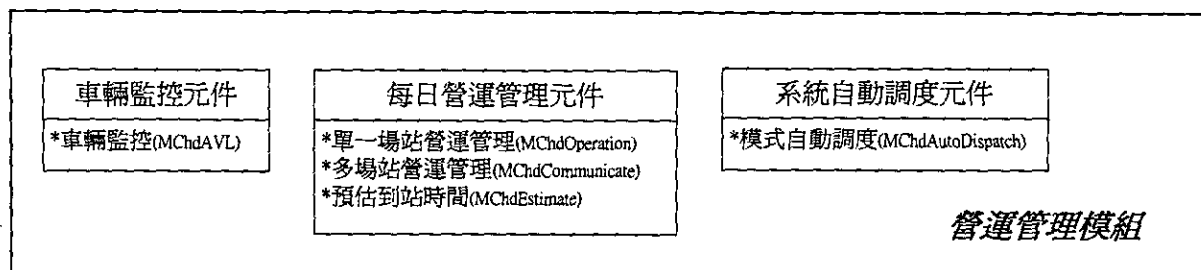 車輛監控元件
*車輛監控(MChdAVL)
每日營運管理元件
*單一場站營運管理(MChdOperation)
*多場站營運管理(MChdCommunicate)
*預估到站時間(MChdEstimate)
系統自動調度元件
*模式自動調度(MChdAutoDispatch)
營運管理模組